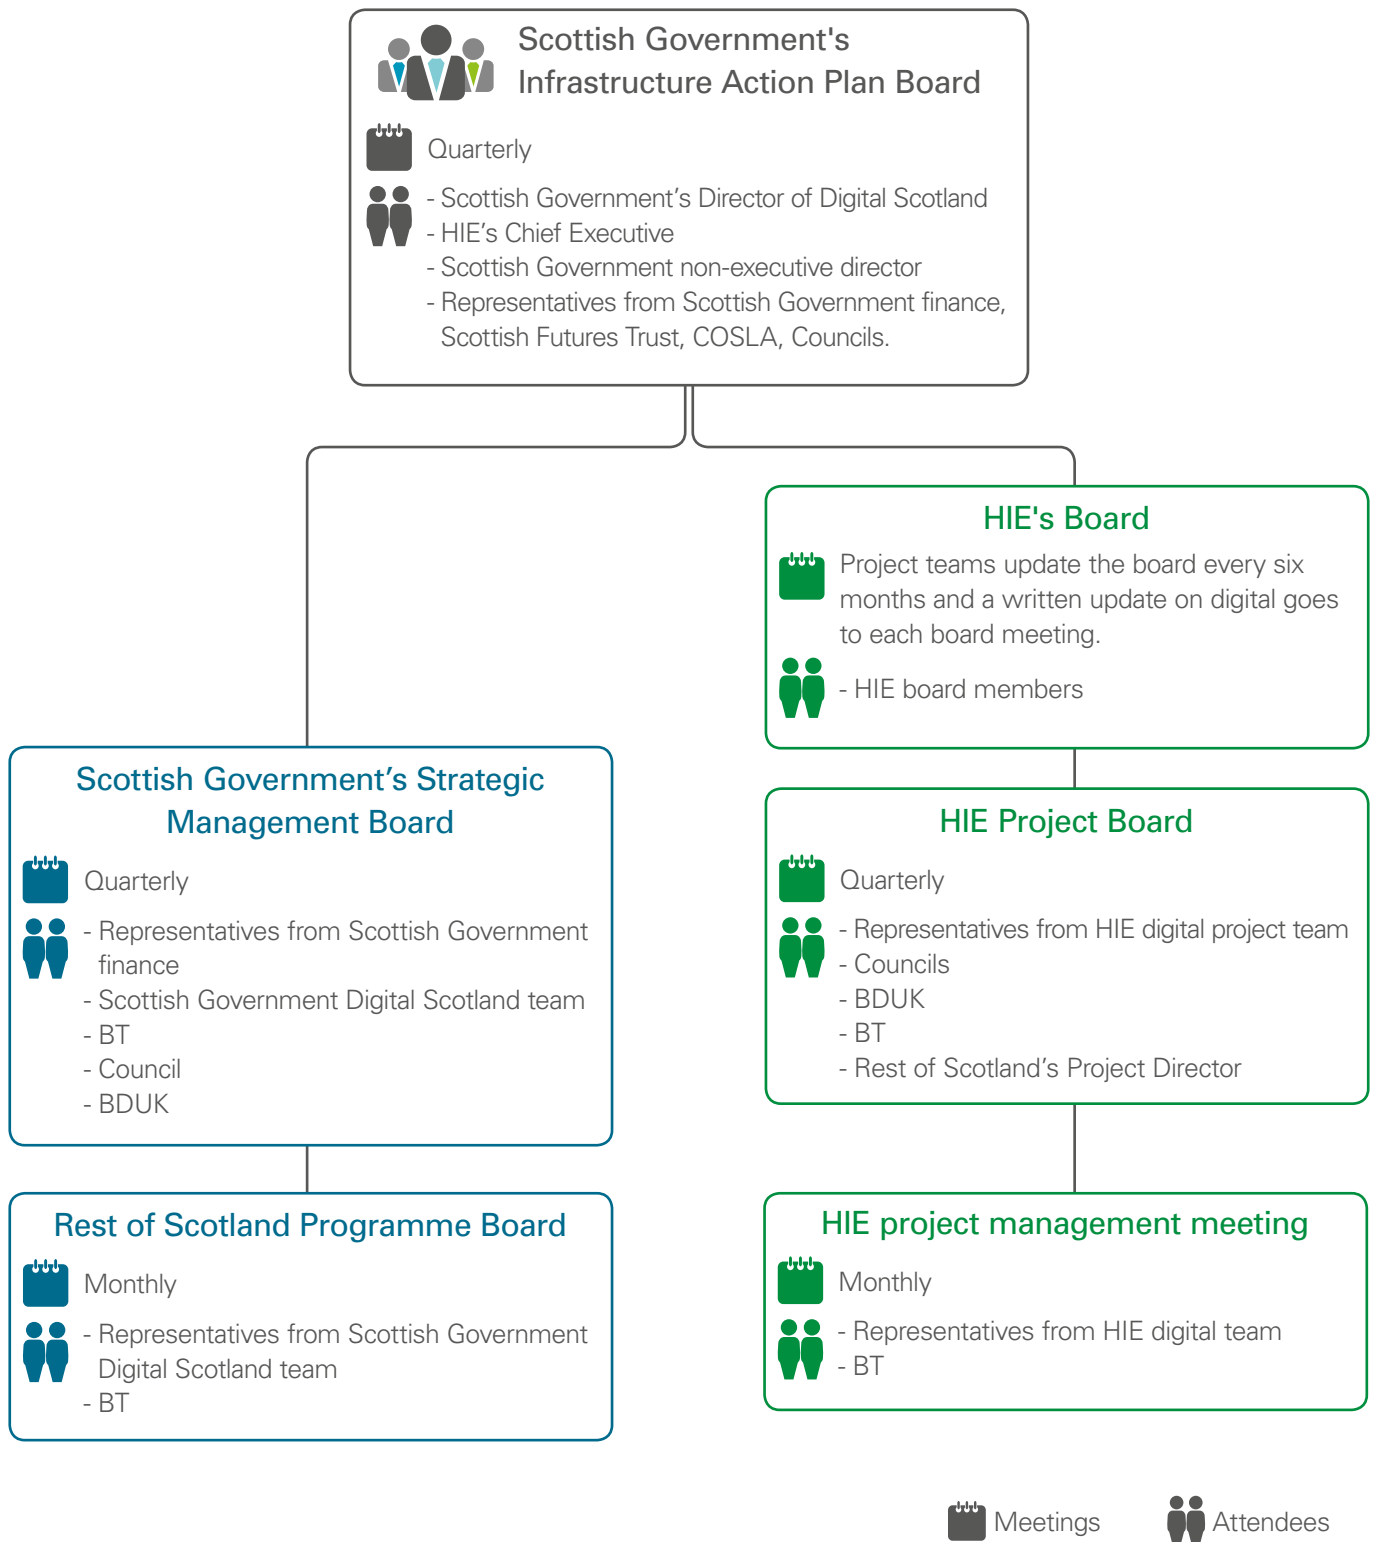 Scottish Government's
Infrastructure Action Plan Board
Quarterly
- Scottish Government’s Director of Digital Scotland
- HIE’s Chief Executive
- Scottish Government non-executive director
- Representatives from Scottish Government finance,
Scottish Futures Trust, COSLA, Councils.
HIE's Board
Project teams update the board every six
months and a written update on digital goes
to each board meeting.
- HIE board members
Scottish Government’s Strategic
Management Board
Quarterly
- Representatives from Scottish Government
finance
- Scottish Government Digital Scotland team
- BT
- Council
- BDUK
HIE Project Board
Quarterly
- Representatives from HIE digital project team
- Councils
- BDUK
- BT
- Rest of Scotland’s Project Director
Rest of Scotland Programme Board
Monthly
- Representatives from Scottish Government
Digital Scotland team
- BT
HIE project management meeting
Monthly
- Representatives from HIE digital team
- BT
Meetings
Attendees